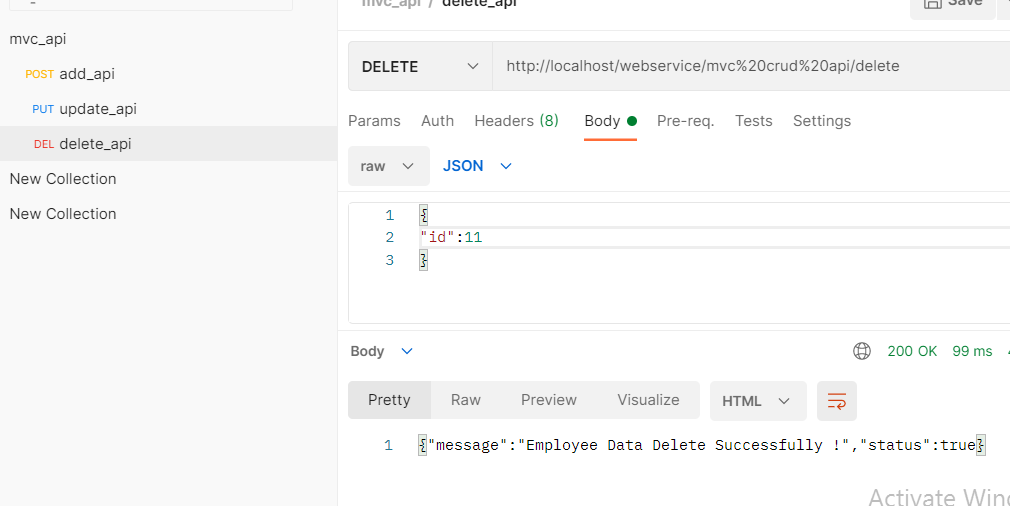 mvc_api / delete_api
Save
mvc_api
POST add_api
PUT update_api
DEL delete_api
New Collection
New Collection
DELETE
http://localhost/webservice/mvc%20crud%20api/delete
Params Auth Headers (8) Body Pre-req. Tests Settings
raw JSON
1 {
2 "id":11
3 }
Body 200 OK 99 ms
Pretty Raw Preview Visualize HTML
1 {"message":"Employee Data Delete Successfully !","status":true}
Activate Win